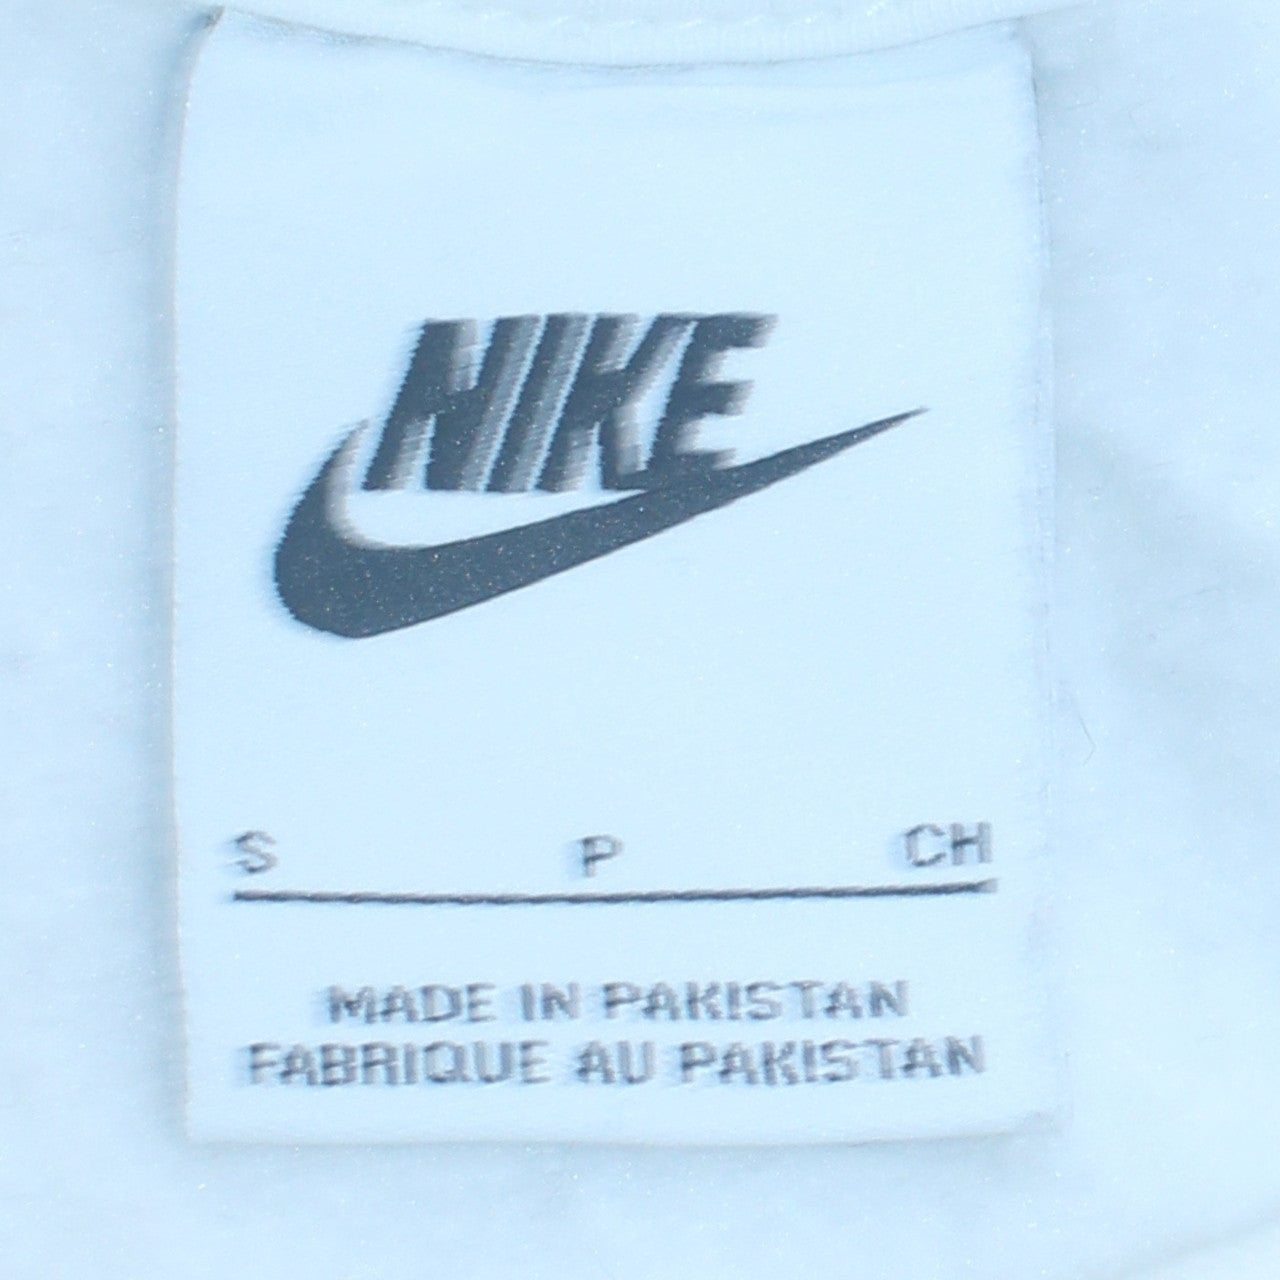 NIKE
S P CH
MADE IN PAKISTAN
FABRIQUE AU PAKISTAN